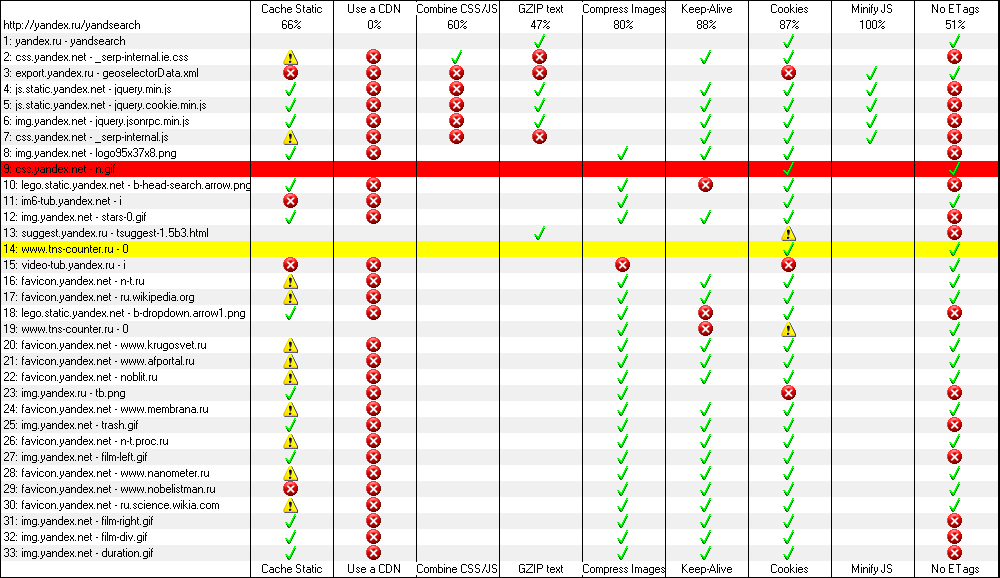 Cache Static Use a CDN Combine CSS/JS GZIP text Compress Images Keep-Alive Cookies Minify JS No ETags
http://yandex.ru/yandsearch 66% 0% 60% 47% 80% 88% 87% 100% 51%
1: yandex.ru - yandsearch
2: css.yandex.net - _serp-internal.ie.css
3: export.yandex.ru - geoselectorData.xml
4: js.static.yandex.net - jquery.min.js
5: js.static.yandex.net - jquery.cookie.min.js
6: img.yandex.net - jquery.jsonrpc.min.js
7: css.yandex.net - _serp-internal.js
8: img.yandex.net - logo95x37x8.png
9: css.yandex.net - n.gif
10: lego.static.yandex.net - b-head-search.arrow.png
11: im6-tub.yandex.net - i
12: img.yandex.net - stars-0.gif
13: suggest.yandex.ru - tsuggest-1.5b3.html
14: www.tns-counter.ru - 0
15: video-tub.yandex.ru - i
16: favicon.yandex.net - n-t.ru
17: favicon.yandex.net - ru.wikipedia.org
18: lego.static.yandex.net - b-dropdown.arrow1.png
19: www.tns-counter.ru - 0
20: favicon.yandex.net - www.krugosvet.ru
21: favicon.yandex.net - www.afportal.ru
22: favicon.yandex.net - noblit.ru
23: img.yandex.ru - tb.png
24: favicon.yandex.net - www.membrana.ru
25: img.yandex.net - trash.gif
26: favicon.yandex.net - n-t.proc.ru
27: img.yandex.net - film-left.gif
28: favicon.yandex.net - www.nanometer.ru
29: favicon.yandex.net - www.nobelistman.ru
30: favicon.yandex.net - ru.science.wikia.com
31: img.yandex.net - film-right.gif
32: img.yandex.net - film-div.gif
33: img.yandex.net - duration.gif
Cache Static Use a CDN Combine CSS/JS GZIP text Compress Images Keep-Alive Cookies Minify JS No ETags